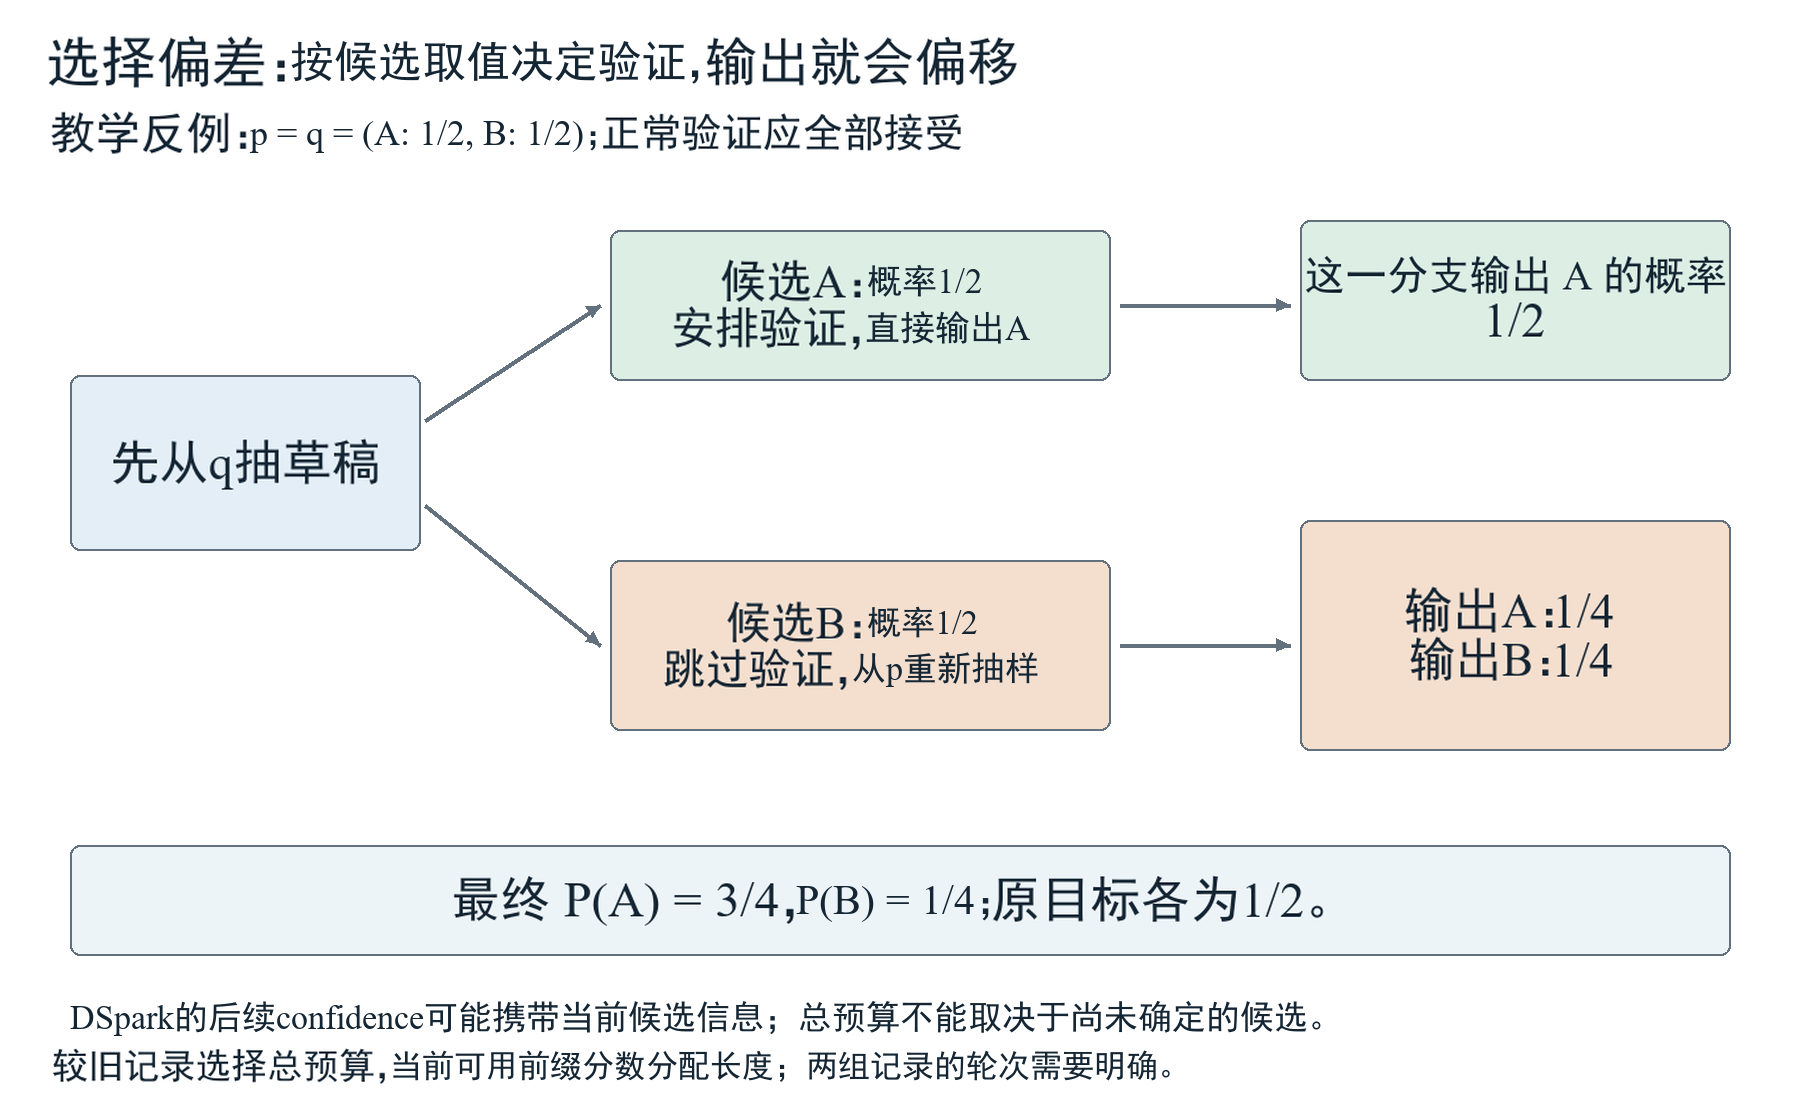 选择偏差:按候选取值决定验证,输出就会偏移
教学反例:p = q = (A: 1/2, B: 1/2);正常验证应全部接受
候选A:概率1/2
安排验证,直接输出A
这一分支输出 A 的概率
1/2
先从q抽草稿
候选B:概率1/2
跳过验证,从p重新抽样
输出A:1/4
输出B:1/4
最终 P(A) = 3/4,P(B) = 1/4;原目标各为1/2。
DSpark的后续confidence可能携带当前候选信息；总预算不能取决于尚未确定的候选。
较旧记录选择总预算,当前可用前缀分数分配长度；两组记录的轮次需要明确。